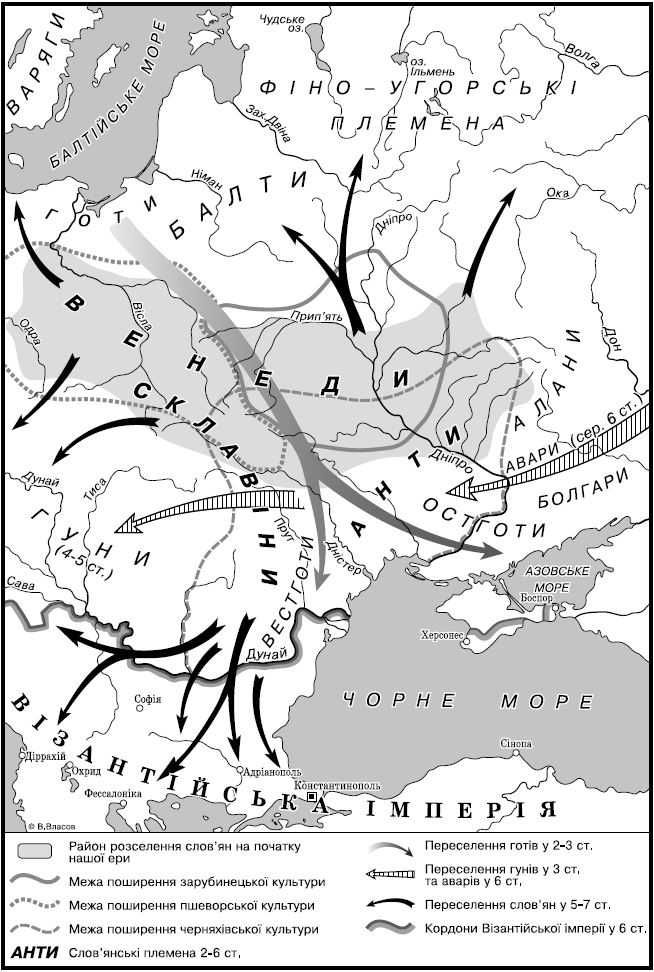 ВАРЯГИ
БАЛТІЙСЬКЕ МОРЕ
Чудське
оз.
оз.
Ільмень
Волга
ФІНО-УГОРСЬКІ
ПЛЕМЕНА
Зах.Двіна
Німан
БАЛТИ
ГОТИ
Дніпро
Ока
Дон
Вісла
Одра
Прип'ять
ВЕНЕДИ
СКЛАВІНИ
АНТИ
АЛАНИ
АВАРИ (сер. 6 ст.)
БОЛГАРИ
Дніпро
ОСТГОТИ
Дунай
Тиса
ГУНИ
(4-5 ст.)
Прут
Дністер
ВЕСТГОТИ
Сава
Дунай
АЗОВСЬКЕ
МОРЕ
Боспор
Херсонес
ЧОРНЕ МОРЕ
Софія
Діррахій
Охрид
Фессалоніка
Адріанополь
Константинополь
Сінопа
ВІЗАНТІЙСЬКА ІМПЕРІЯ
© В.Власов
Район розселення слов'ян на початку
нашої ери
Межа поширення зарубинецької культури
Межа поширення пшеворської культури
Межа поширення черняхівської культури
АНТИ Слов'янські племена 2-6 ст.
Переселення готів у 2-3 ст.
Переселення гунів у 3 ст.
та аварів у 6 ст.
Переселення слов'ян у 5-7 ст.
Кордони Візантійської імперії у 6 ст.